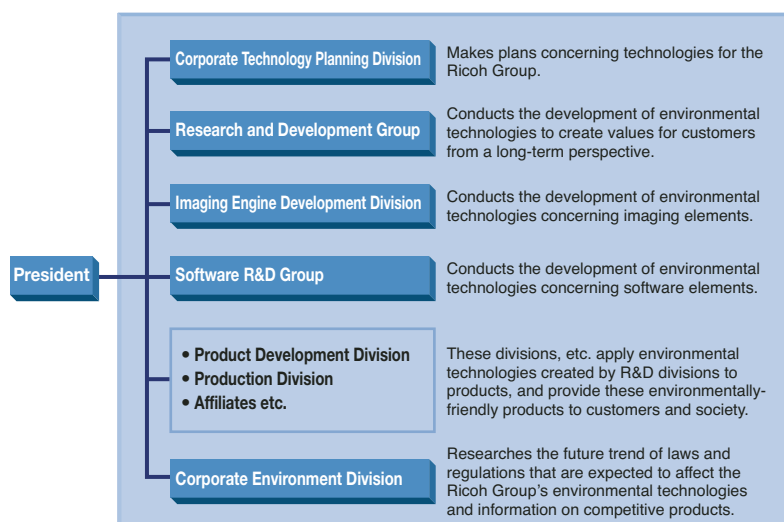 President
Corporate Technology Planning Division
Makes plans concerning technologies for the
Ricoh Group.
Research and Development Group
Conducts the development of environmental
technologies to create values for customers
from a long-term perspective.
Imaging Engine Development Division
Conducts the development of environmental
technologies concerning imaging elements.
Software R&D Group
Conducts the development of environmental
technologies concerning software elements.
• Product Development Division
• Production Division
• Affiliates etc.
These divisions, etc. apply environmental
technologies created by R&D divisions to
products, and provide these environmentally-
friendly products to customers and society.
Corporate Environment Division
Researches the future trend of laws and
regulations that are expected to affect the
Ricoh Group's environmental technologies
and information on competitive products.